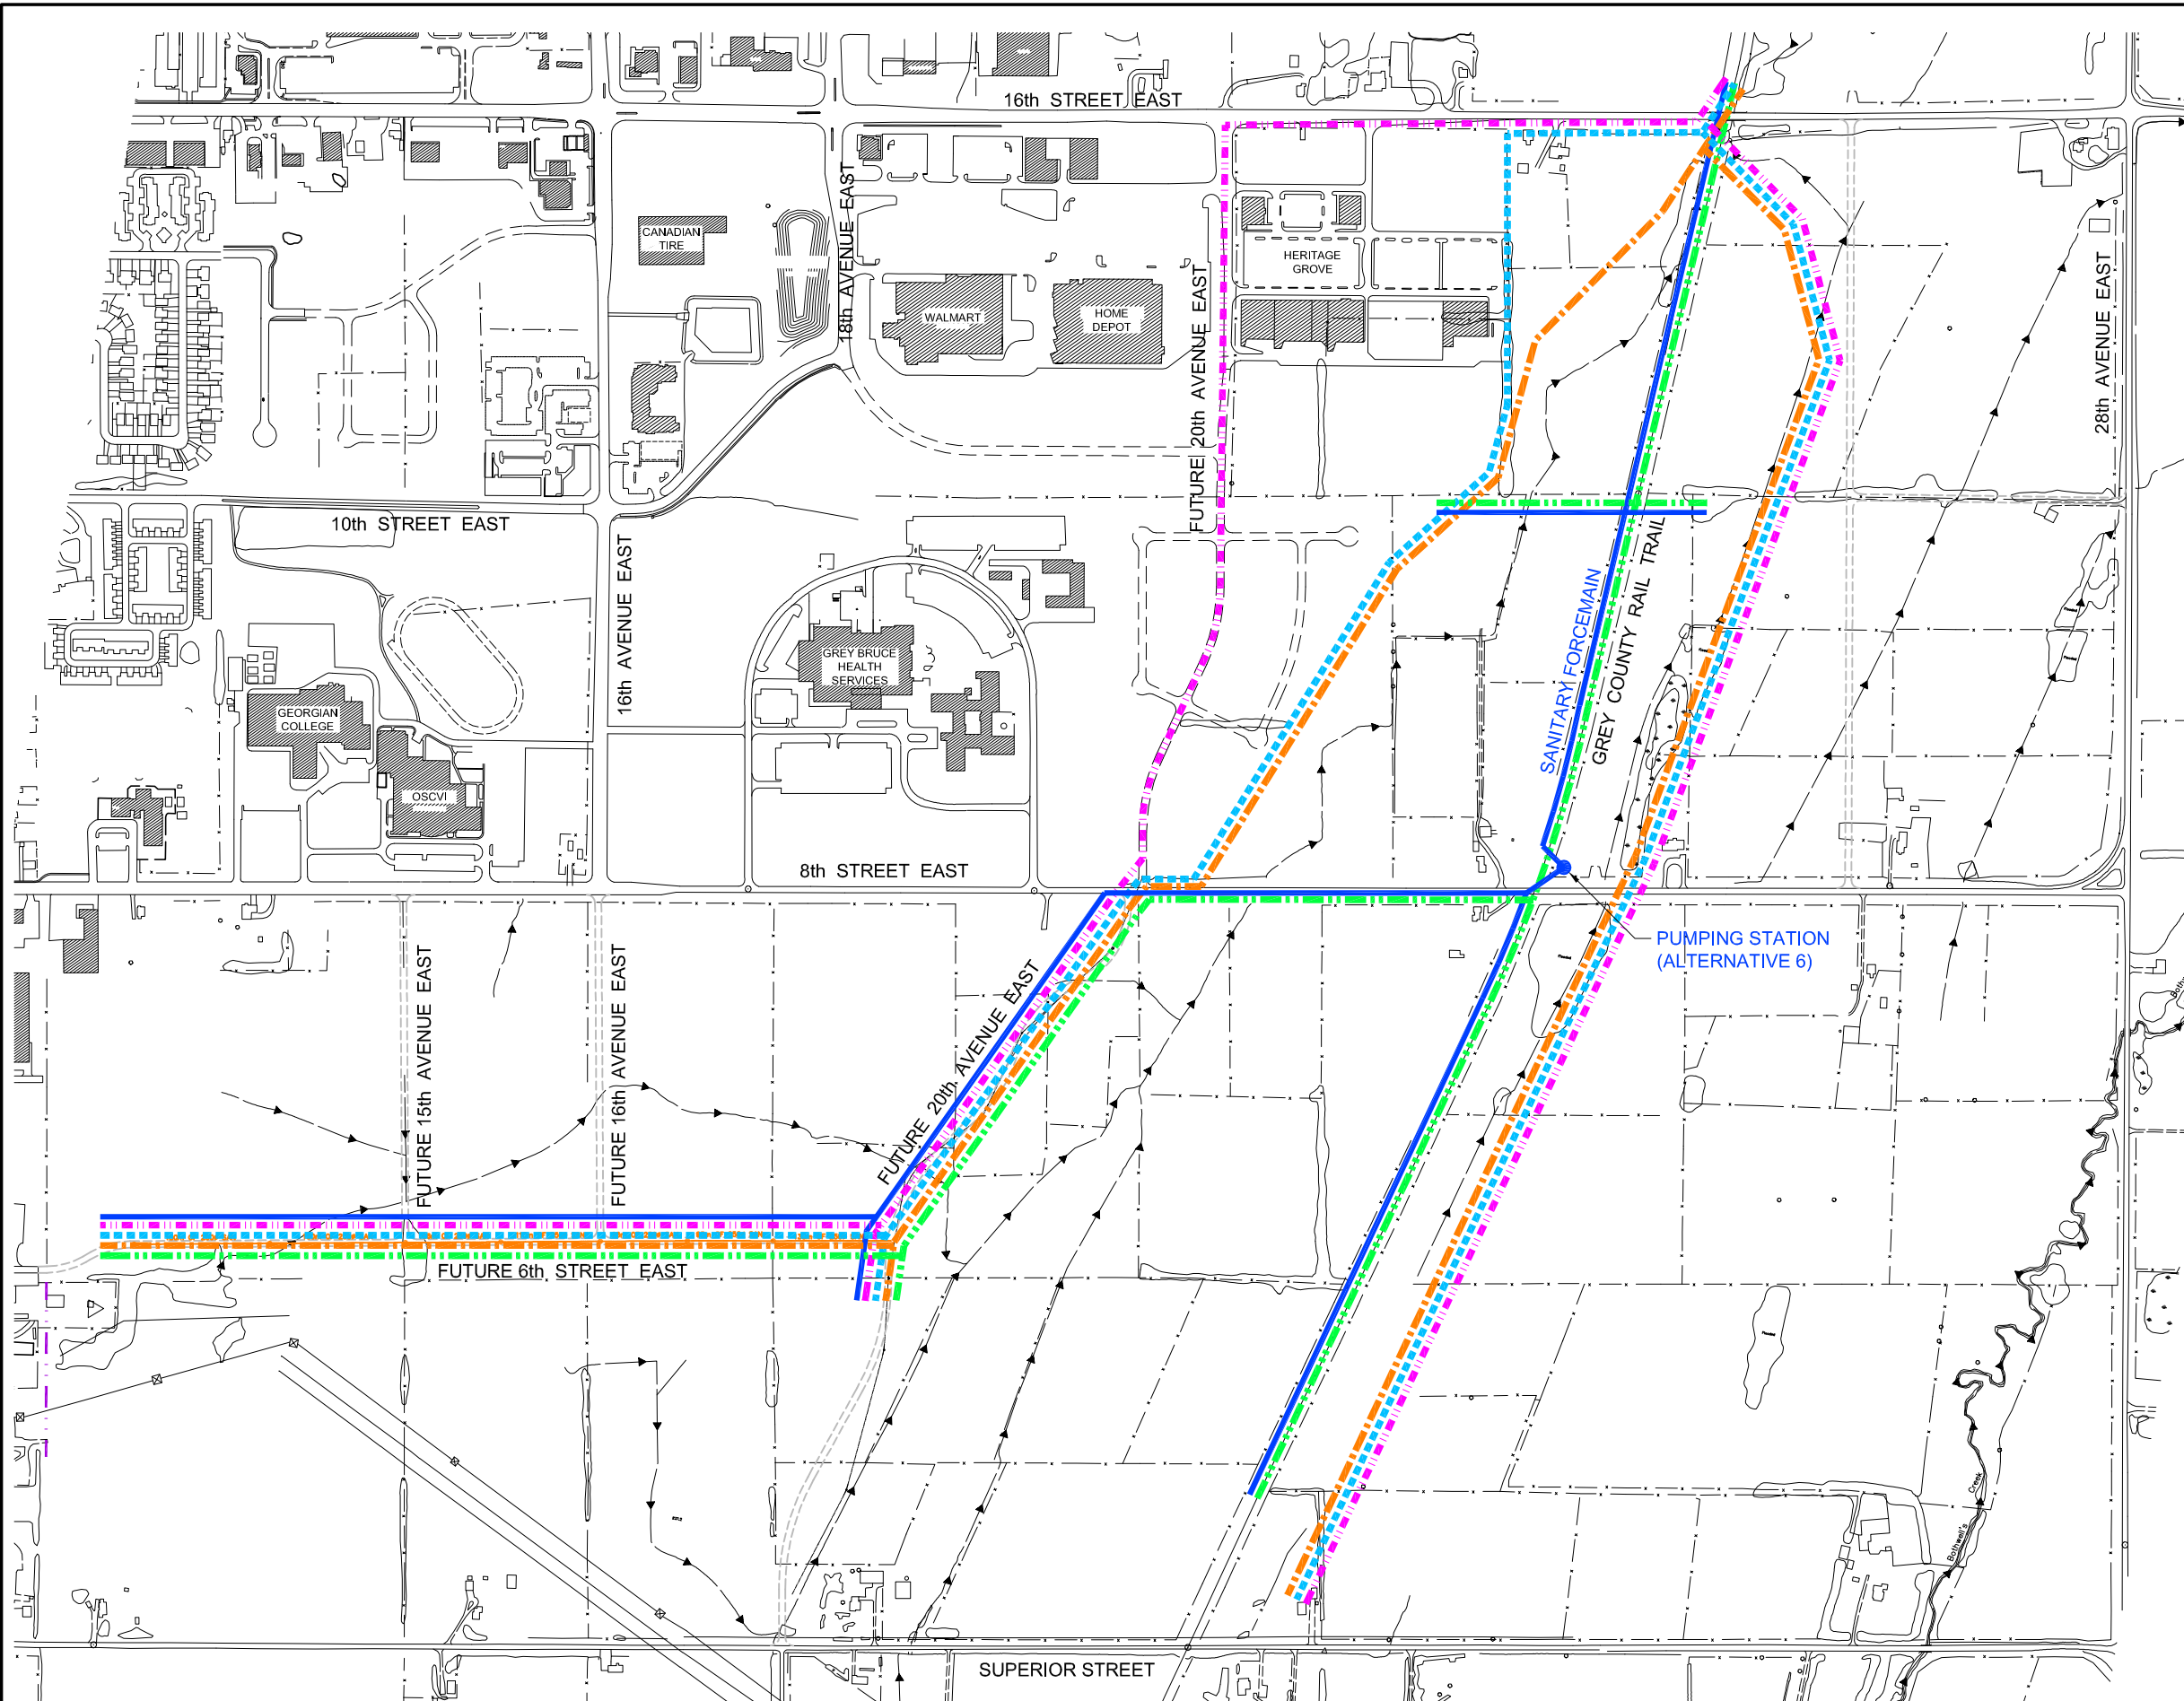 16th STREET EAST
18th AVENUE EAST
CANADIAN
TIRE
WALMART
HOME
DEPOT
FUTURE 20th AVENUE EAST
HERITAGE
GROVE
28th AVENUE EAST
10th STREET EAST
16th AVENUE EAST
GREY BRUCE
HEALTH
SERVICES
SANITARY FORCEMAIN
GREY COUNTY RAIL TRAIL
GEORGIAN
COLLEGE
OSCVI
8th STREET EAST
PUMPING STATION
(ALTERNATIVE 6)
FUTURE 15th AVENUE EAST
FUTURE 16th AVENUE EAST
FUTURE 20th AVENUE EAST
FUTURE 6th STREET EAST
Bothwell's
Creek
SUPERIOR STREET